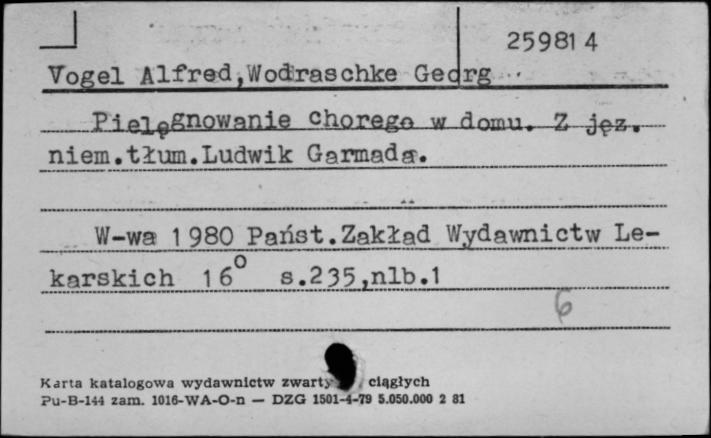 259814
Vogel Alfred,Wodraschke Georg
Pielęgnowanie chorego w domu. Z jęz.
niem.tłum.Ludwik Garmada.
W-wa 1980 Państ.Zakład Wydawnictw Le-
karskich 16° s.235,nlb.1
6
Karta katalogowa wydawnictw zwarty ciągłych
Pu-B-144 zam. 1016-WA-O-n — DZG 1501-4-79 5.050.000 2 81